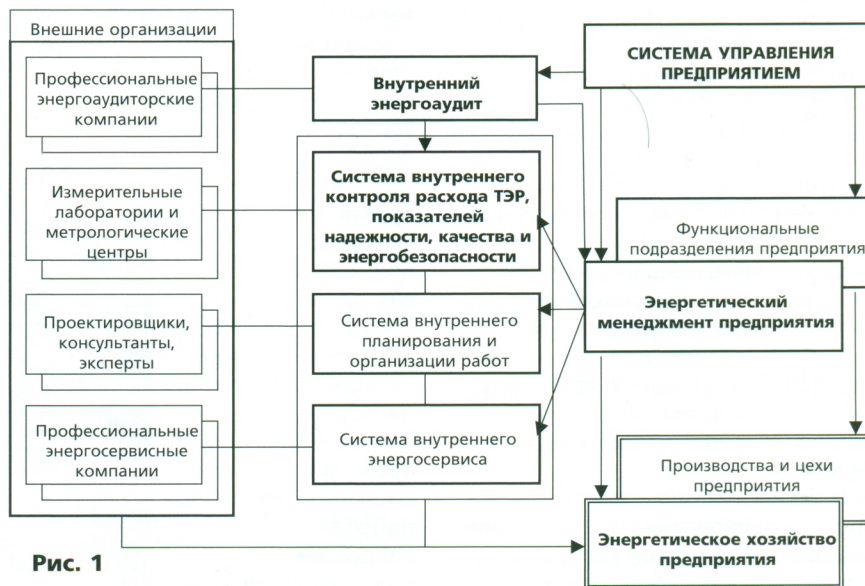 Внешние организации
Профессиональные
энергоаудиторские
компании
Измерительные
лаборатории и
метрологические
центры
Проектировщики,
консультанты,
эксперты
Профессиональные
энергосервисные
компании
Внутренний
энергоаудит
Система внутреннего
контроля расхода ТЭР,
показателей
надежности, качества и
энергобезопасности
Система внутреннего
планирования и
организации работ
Система внутреннего
энергосервиса
СИСТЕМА УПРАВЛЕНИЯ
ПРЕДПРИЯТИЕМ
Функциональные
подразделения предприятия
Энергетический
менеджмент предприятия
Производства и цехи
предприятия
Энергетическое хозяйство
предприятия
Рис. 1